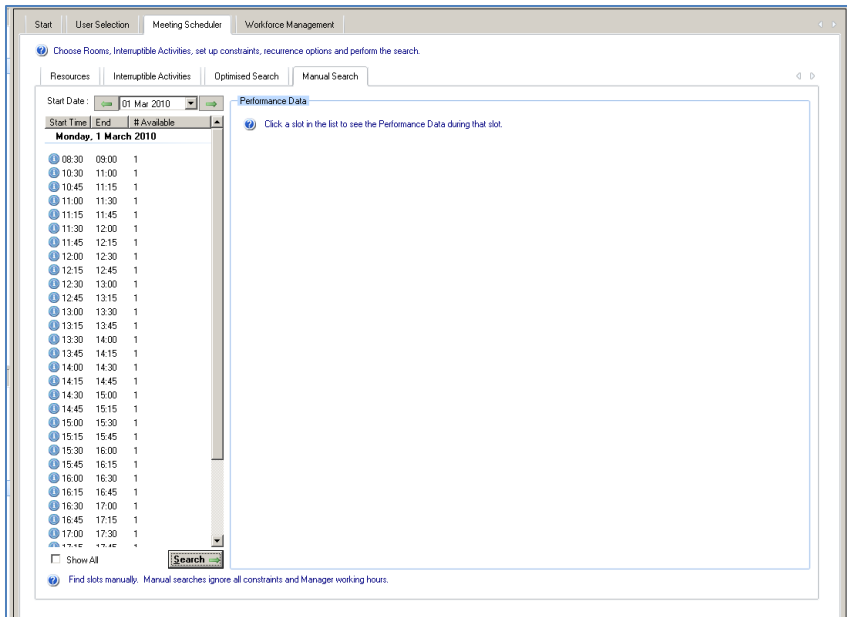 Start User Selection Meeting Scheduler Workforce Management
Choose Rooms, Interruptible Activities, set up constraints, recurrence options and perform the search.
Resources Interruptible Activities Optimised Search Manual Search
Start Date: 01 Mar 2010
Performance Data
Click a slot in the list to see the Performance Data during that slot.
Start Time End # Available
Monday, 1 March 2010
08:30 09:00 1
10:30 11:00 1
10:45 11:15 1
11:00 11:30 1
11:15 11:45 1
11:30 12:00 1
11:45 12:15 1
12:00 12:30 1
12:15 12:45 1
12:30 13:00 1
12:45 13:15 1
13:00 13:30 1
13:15 13:45 1
13:30 14:00 1
13:45 14:15 1
14:00 14:30 1
14:15 14:45 1
14:30 15:00 1
14:45 15:15 1
15:00 15:30 1
15:15 15:45 1
15:30 16:00 1
15:45 16:15 1
16:00 16:30 1
16:15 16:45 1
16:30 17:00 1
16:45 17:15 1
17:00 17:30 1
Show All Search
Find slots manually. Manual searches ignore all constraints and Manager working hours.